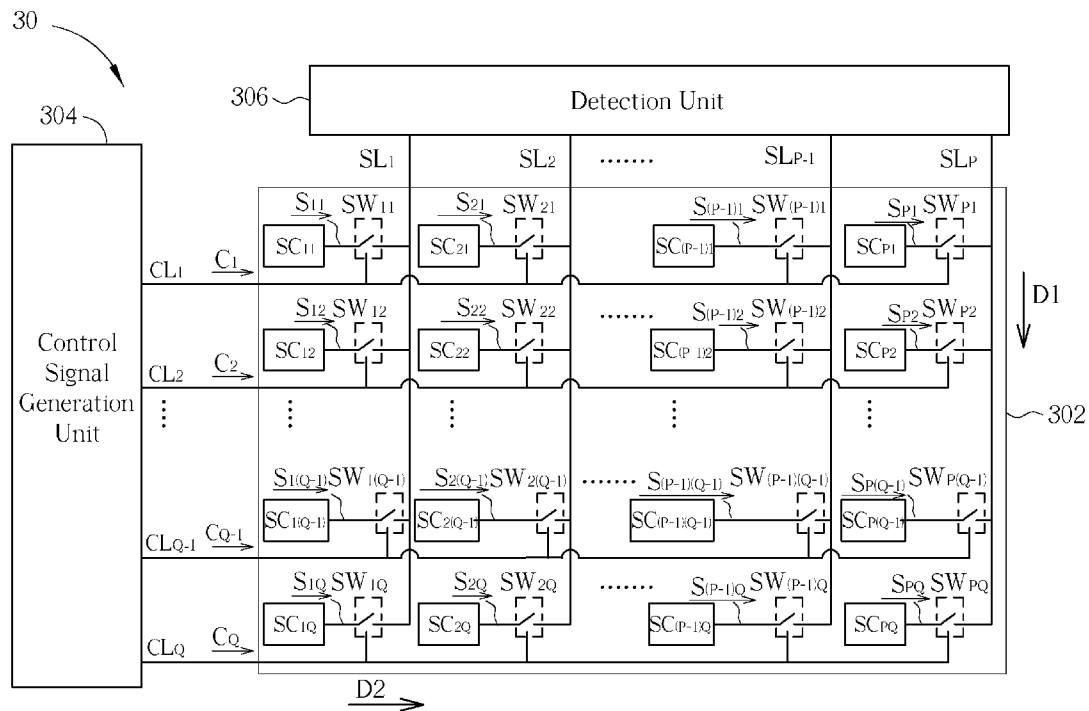 30
306
Detection Unit
304
SL1 SL2 ........ SLP-1 SLP
S11 SW11 S21 SW21 S(P-1)1 SW(P-1)1 SP1 SWP1
SC11 SC21 SC(P-1)1 SCP1
CL1 C1
D1
S12 SW12 S22 SW22 ........ S(P-1)2 SW(P-1)2 SP2 SWP2
SC12 SC22 SC(P-1)2 SCP2
Control
Signal
Generation
Unit
CL2 C2
302
S1(Q-1) SW1(Q-1) S2(Q-1) SW2(Q-1) ........ S(P-1)(Q-1) SW(P-1)(Q-1) SP(Q-1) SWP(Q-1)
SC1(Q-1) SC2(Q-1) SC(P-1)(Q-1) SCP(Q-1)
CLQ-1 CQ-1
S1Q SW1Q S2Q SW2Q ........ S(P-1)Q SW(P-1)Q SPQ SWPQ
SC1Q SC2Q SC(P-1)Q SCPQ
CLQ CQ
D2